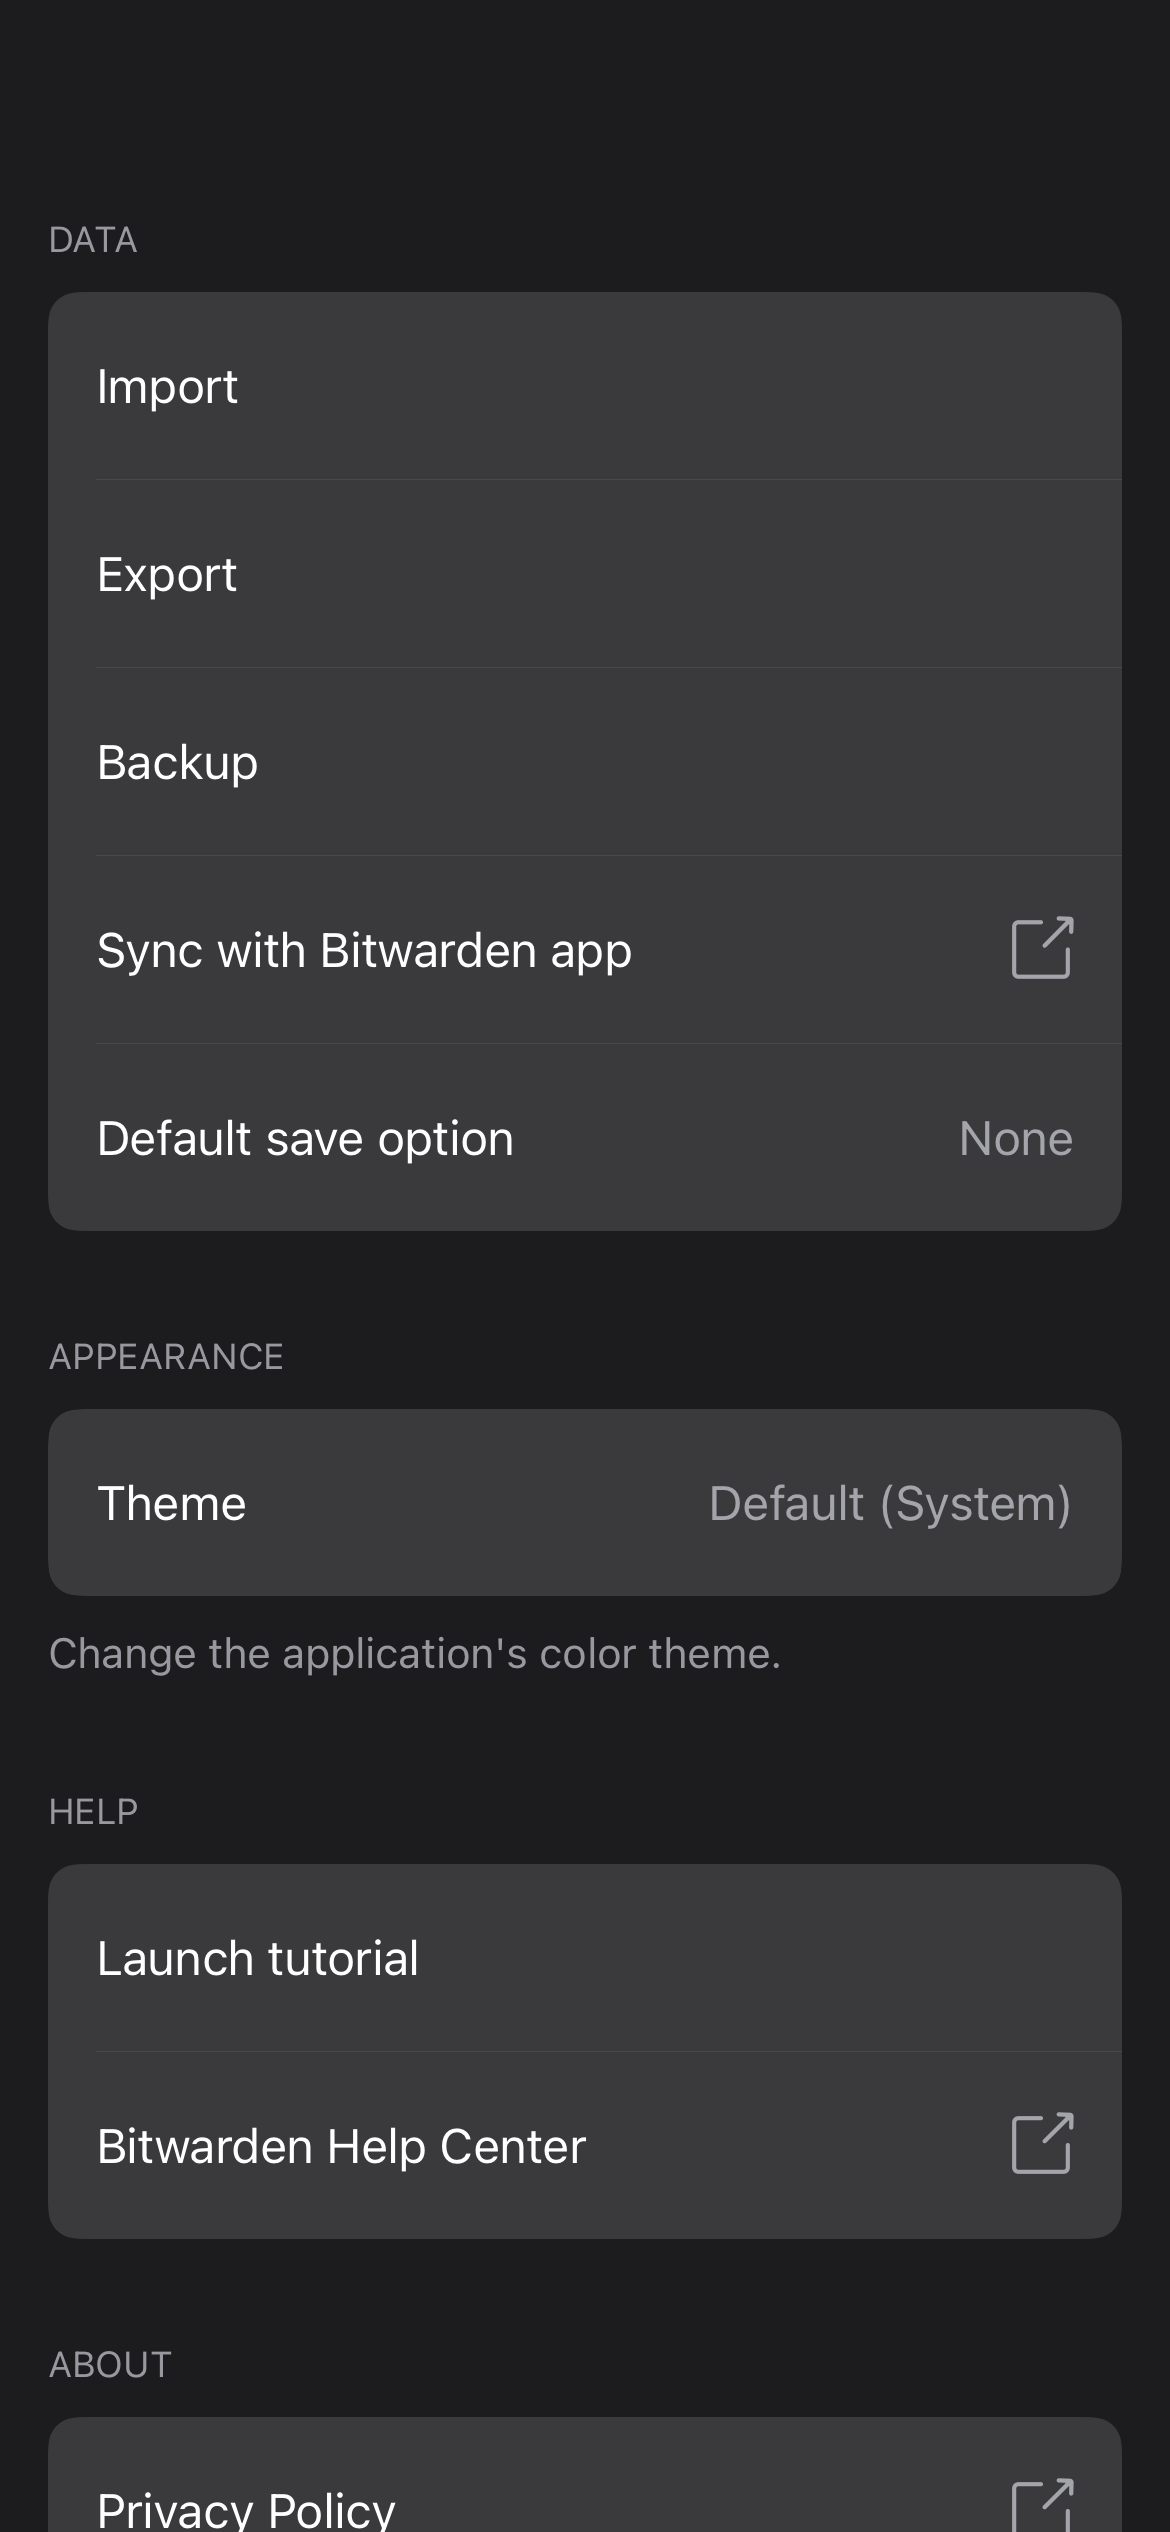 DATA
Import
Export
Backup
Sync with Bitwarden app
Default save option None
APPEARANCE
Theme Default (System)
Change the application's color theme.
HELP
Launch tutorial
Bitwarden Help Center
ABOUT
Privacy Policy